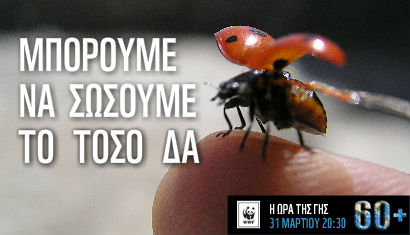 ΜΠΟΡΟΥΜΕ
ΝΑ ΣΩΣΟΥΜΕ
ΤΟ ΤΟΣΟ ΔΑ
WWF
Η ΩΡΑ ΤΗΣ ΓΗΣ
31 ΜΑΡΤΙΟΥ 20:30
60+